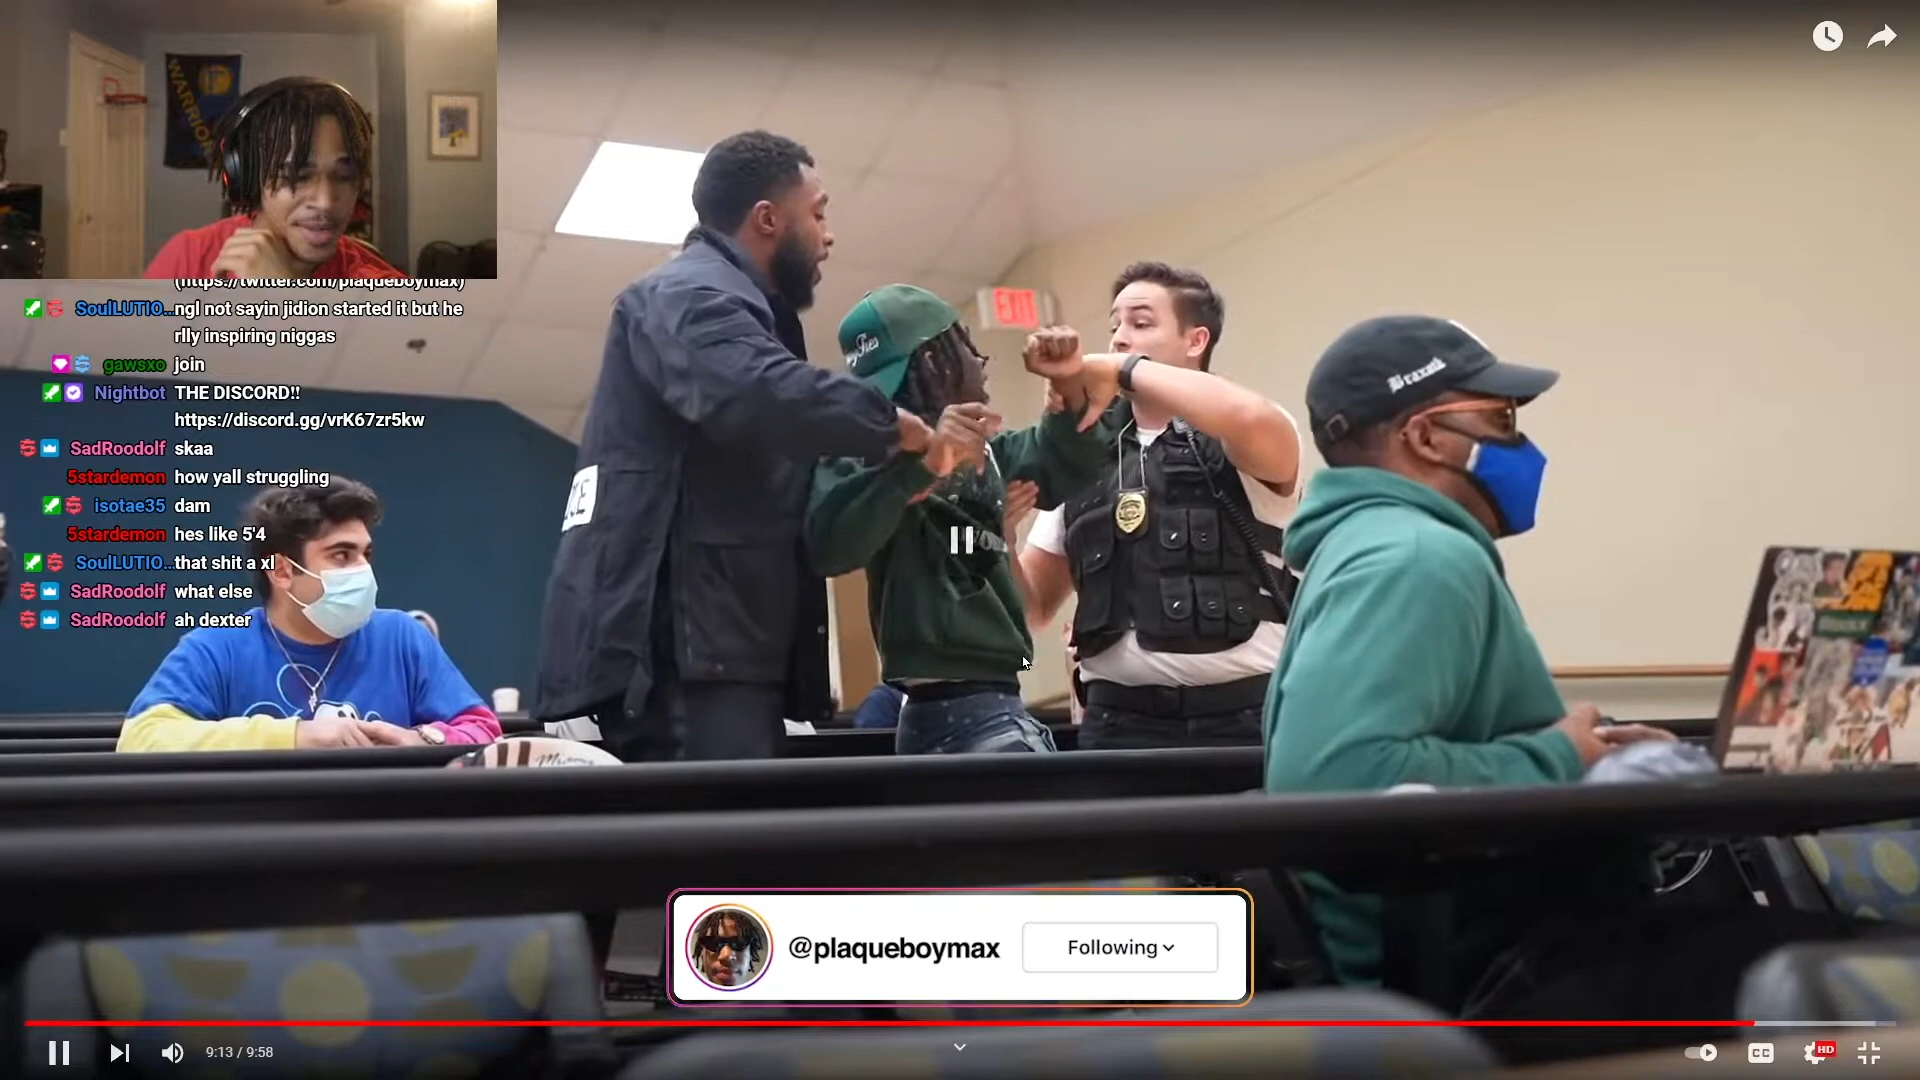 WARRIOR
(https://twitter.com/plaqueboymax)
SoulLUTIO... ngl not sayin jidion started it but he
rlly inspiring niggas
gawsxo join
Nightbot THE DISCORD!!
https://discord.gg/vrK67zr5kw
SadRoodolf skaa
5stardemon how yall struggling
isotae35 dam
5stardemon hes like 5'4
SoulLUTIO... that shit a xl
SadRoodolf what else
SadRoodolf ah dexter
@plaqueboymax Following
9:13 / 9:58
CC
HD